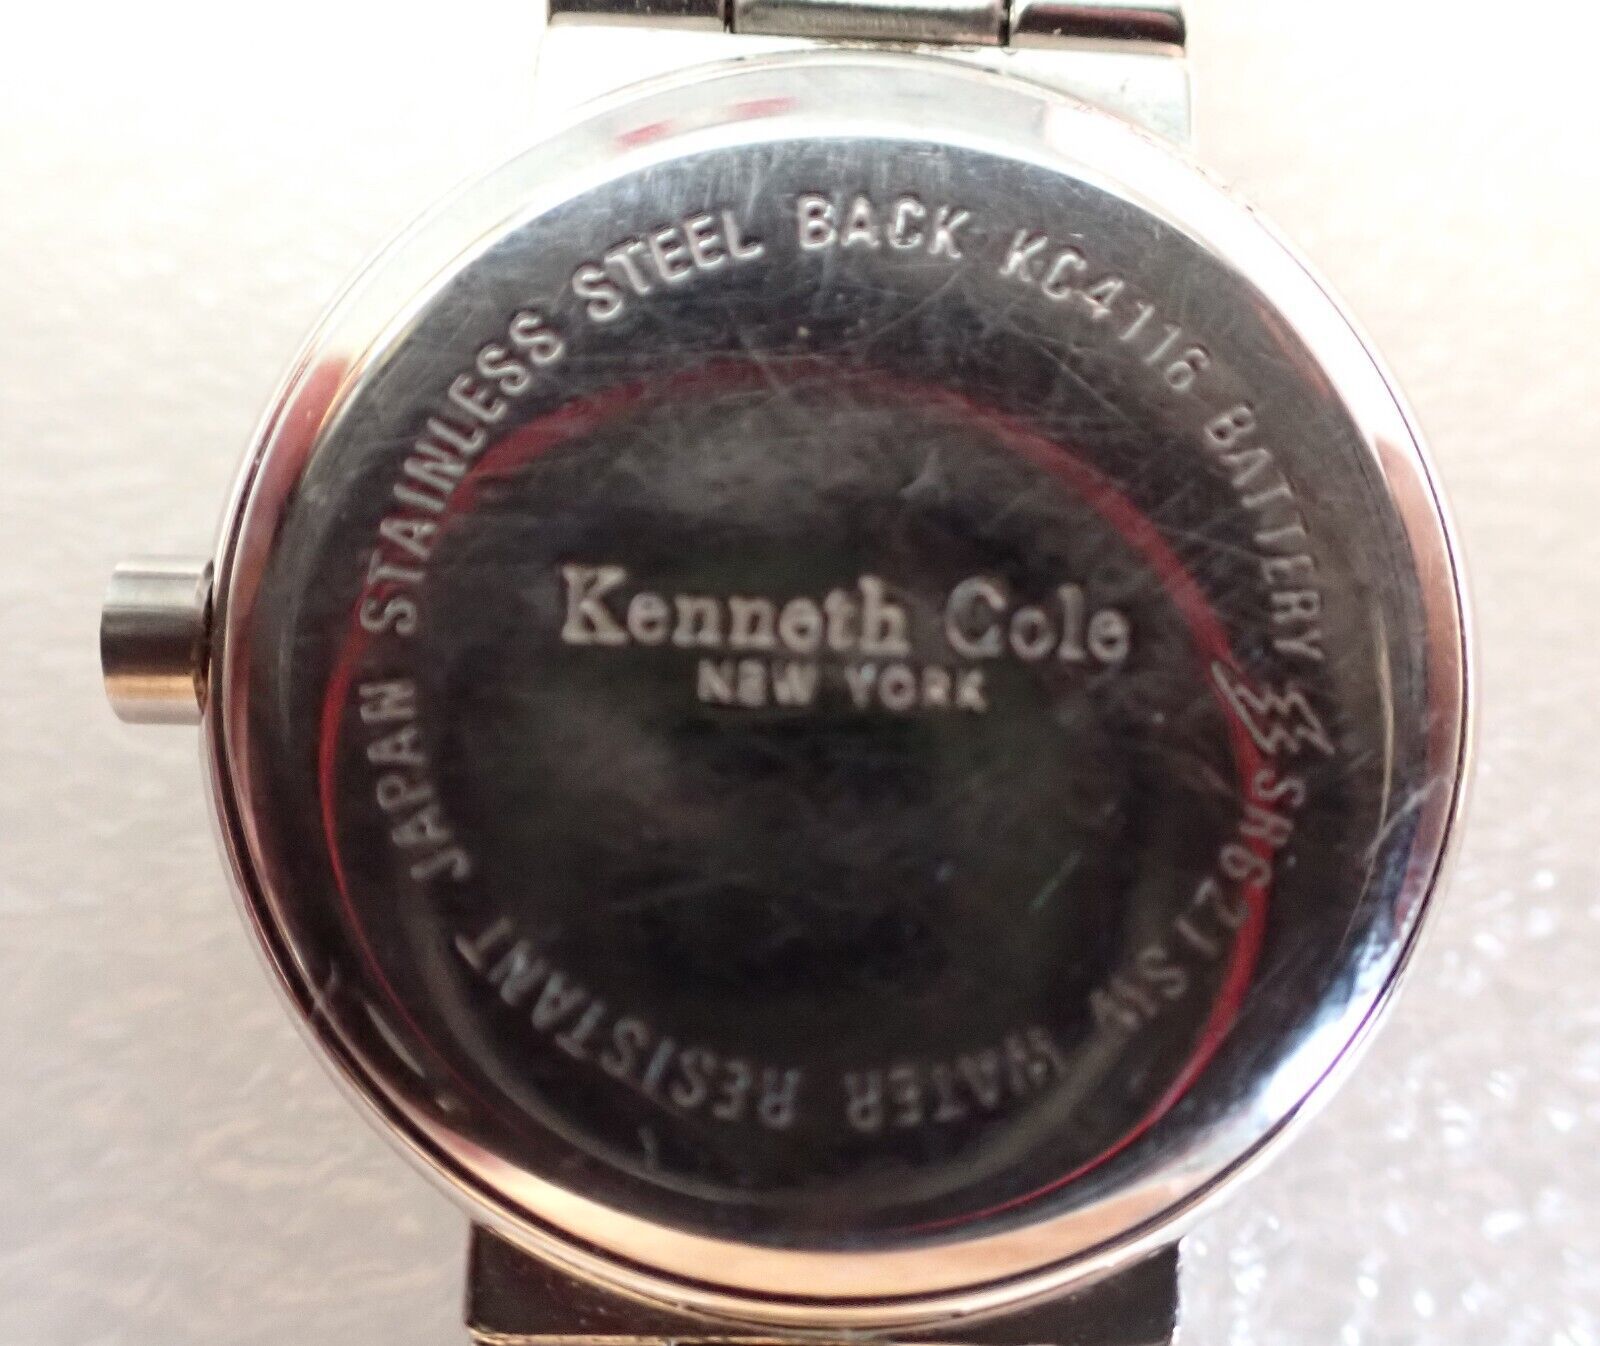 Kenneth Cole
NEW YORK
STAINLESS STEEL BACK KC4116 BATTERY SR621SW WATER RESISTANT JAPAN